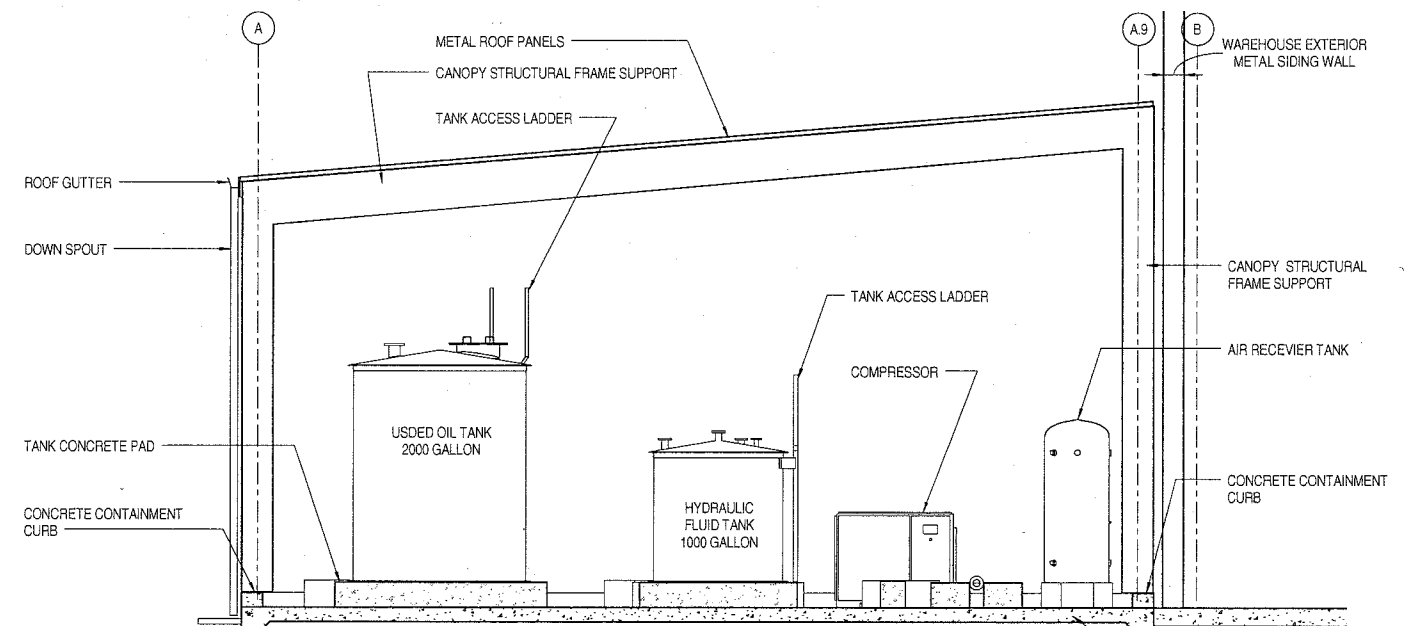 A
A.9
B
METAL ROOF PANELS
WAREHOUSE EXTERIOR
METAL SIDING WALL
CANOPY STRUCTURAL FRAME SUPPORT
TANK ACCESS LADDER
ROOF GUTTER
DOWN SPOUT
CANOPY STRUCTURAL
FRAME SUPPORT
TANK ACCESS LADDER
AIR RECEVIER TANK
COMPRESSOR
USDED OIL TANK
2000 GALLON
TANK CONCRETE PAD
CONCRETE CONTAINMENT
CURB
HYDRAULIC
FLUID TANK
1000 GALLON
CONCRETE CONTAINMENT
CURB